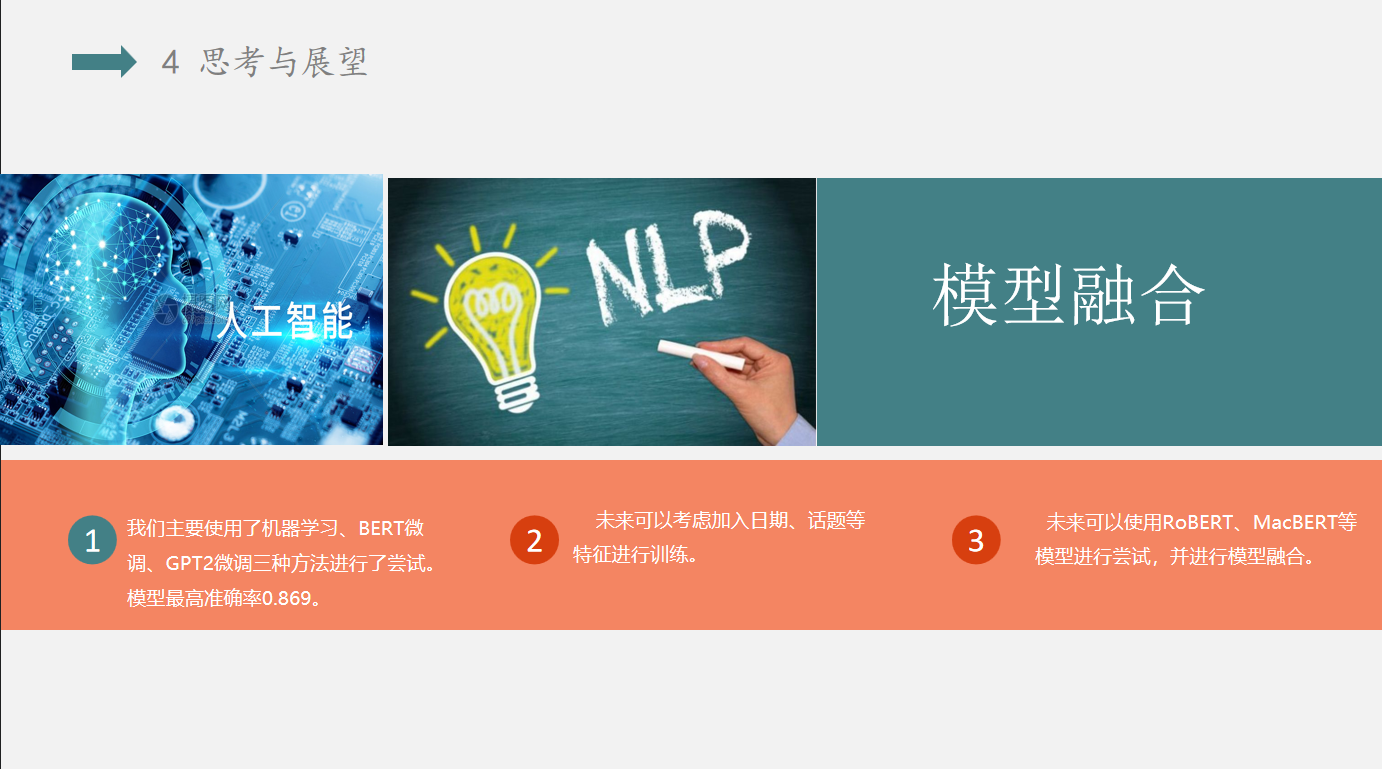 4 思考与展望
人工智能
NLP
模型融合
1
我们主要使用了机器学习、BERT微
调、GPT2微调三种方法进行了尝试。
模型最高准确率0.869。
2
未来可以考虑加入日期、话题等
特征进行训练。
3
未来可以使用RoBERT、MacBERT等
模型进行尝试，并进行模型融合。